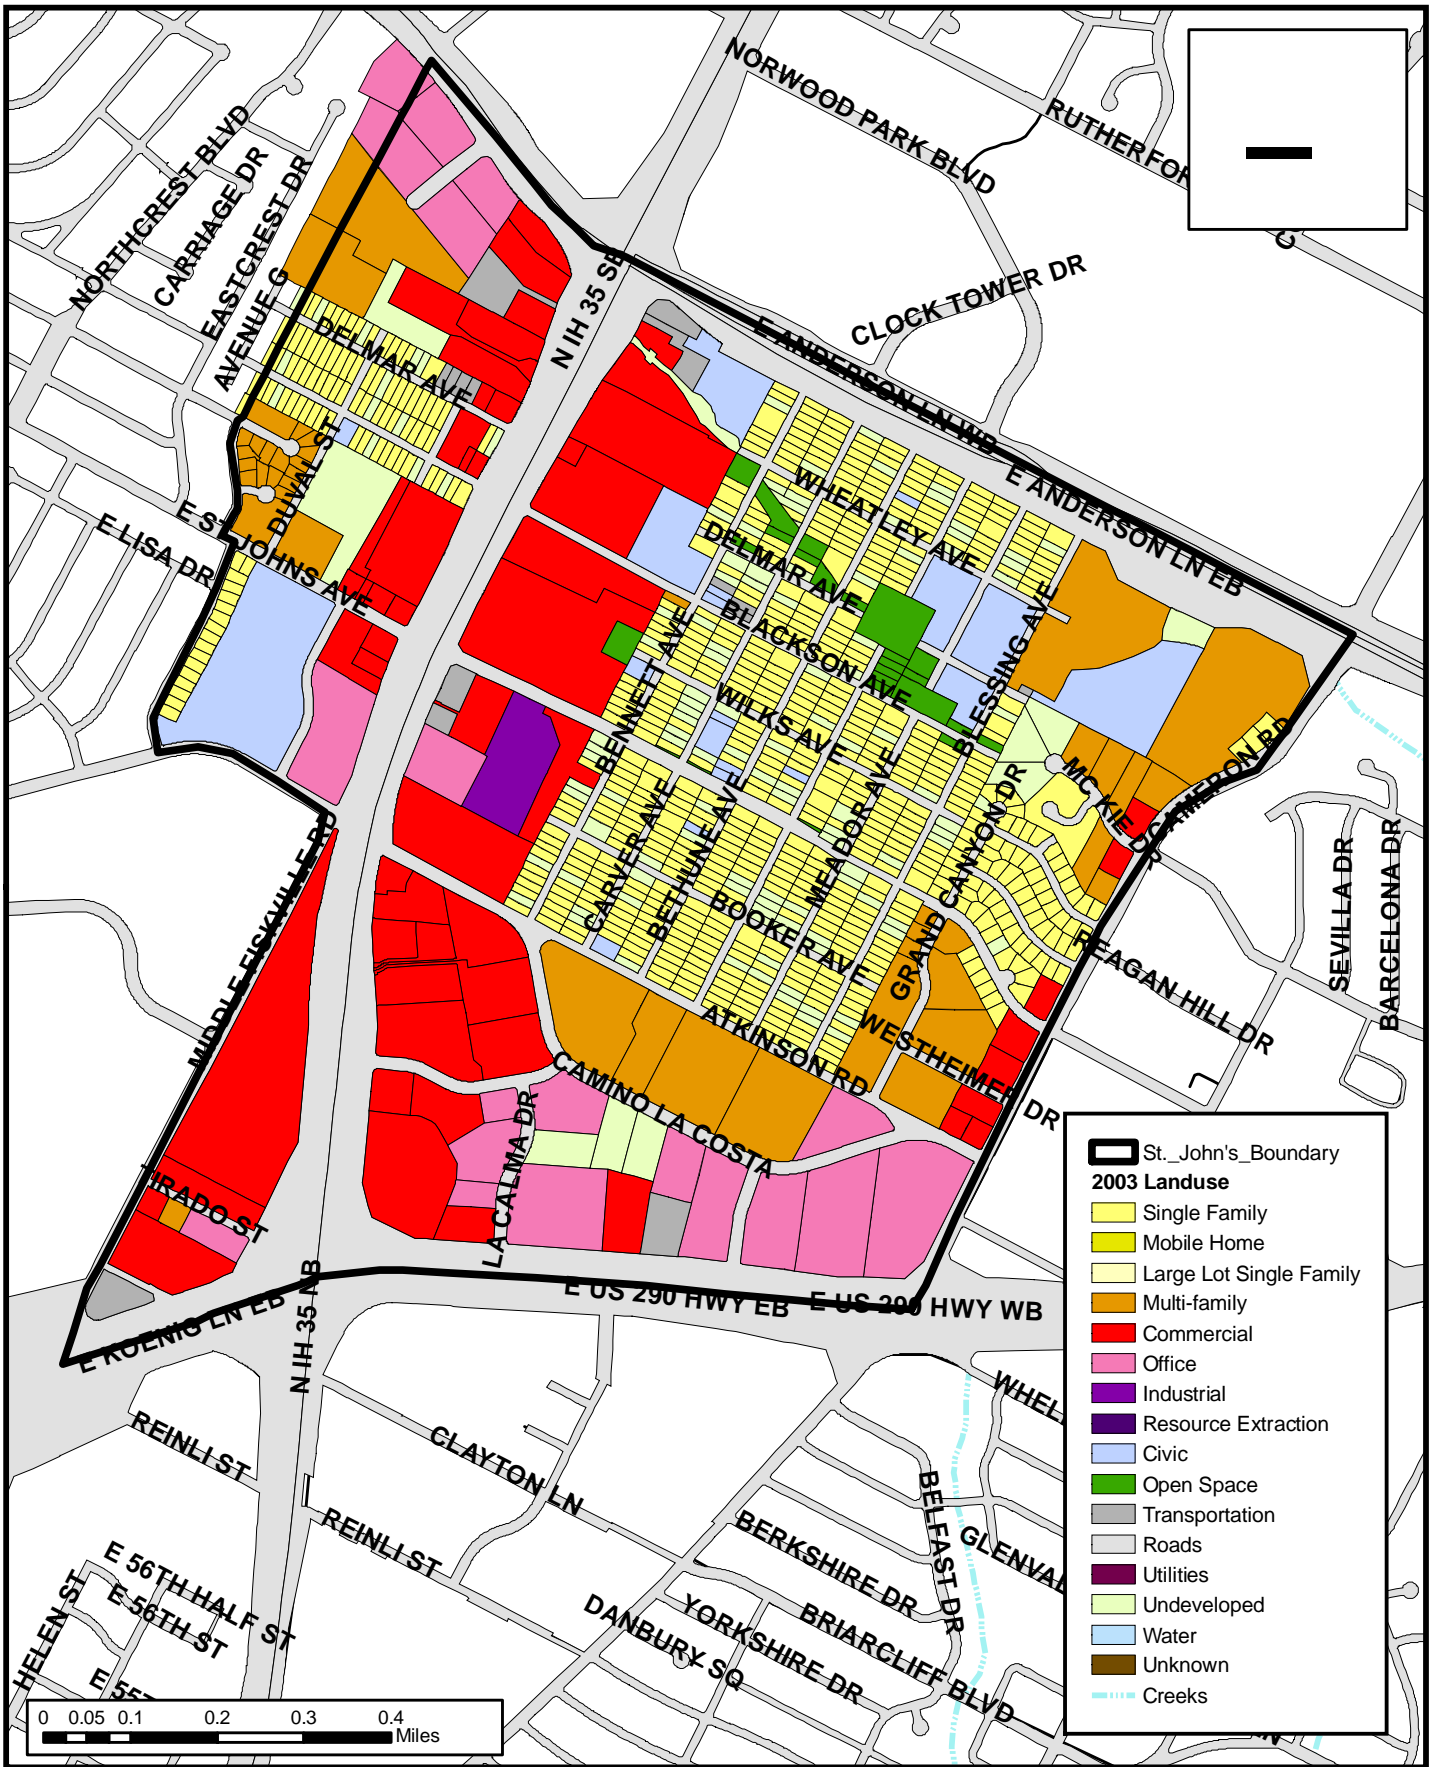 NORWOOD PARK BLVD
NORTHCREST BLVD
CARRIAGE DR
EASTCREST DR
AVENUE G
N IH 35 SB
CLOCK TOWER DR
E ANDERSON LN WB
E ANDERSON LN EB
DELMAR AVE
DUVAL ST
E ST JOHNS AVE
E LISA DR
WHEATLEY AVE
DELMAR AVE
BLACKSON AVE
BLESSING AVE
BENNETT AVE
WILKS AVE
MEADOR AVE
CARVER AVE
BETHUNE AVE
BOOKER AVE
GRAND CANYON DR
MC KIE DR
CAMERON RD
SEVILLA DR
BARCELONA DR
REAGAN HILL DR
WESTHEIMER DR
ATKINSON RD
CAMINO LA COSTA
LA CALMA DR
MIDDLE FISKVILLE RD
TIRADO ST
E KOENIG LN EB
N IH 35 NB
E US 290 HWY EB
E US 290 HWY WB
REINLI ST
CLAYTON LN
REINLI ST
BERKSHIRE DR
BELFAST DR
YORKSHIRE DR
BRIARCLIFF BLVD
DANBURY SQ
E 56TH HALF ST
E 56TH ST
HELEN ST
St._John's_Boundary
2003 Landuse
Single Family
Mobile Home
Large Lot Single Family
Multi-family
Commercial
Office
Industrial
Resource Extraction
Civic
Open Space
Transportation
Roads
Utilities
Undeveloped
Water
Unknown
Creeks
0 0.05 0.1 0.2 0.3 0.4
Miles